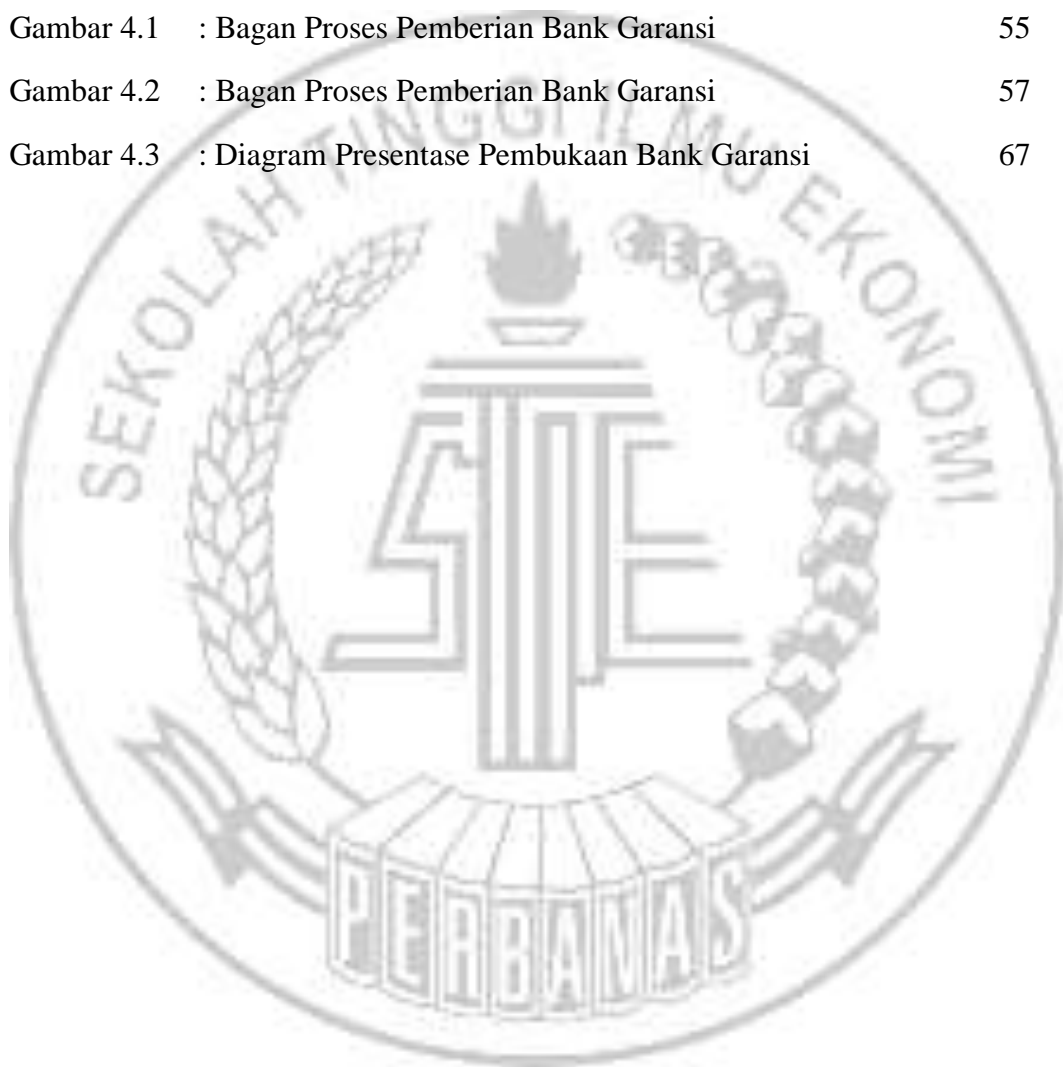 Gambar 4.1 : Bagan Proses Pemberian Bank Garansi 55
Gambar 4.2 : Bagan Proses Pemberian Bank Garansi 57
Gambar 4.3 : Diagram Presentase Pembukaan Bank Garansi 67
SEKOLAH TINGGI ILMU EKONOMI
STIE
PERBANAS